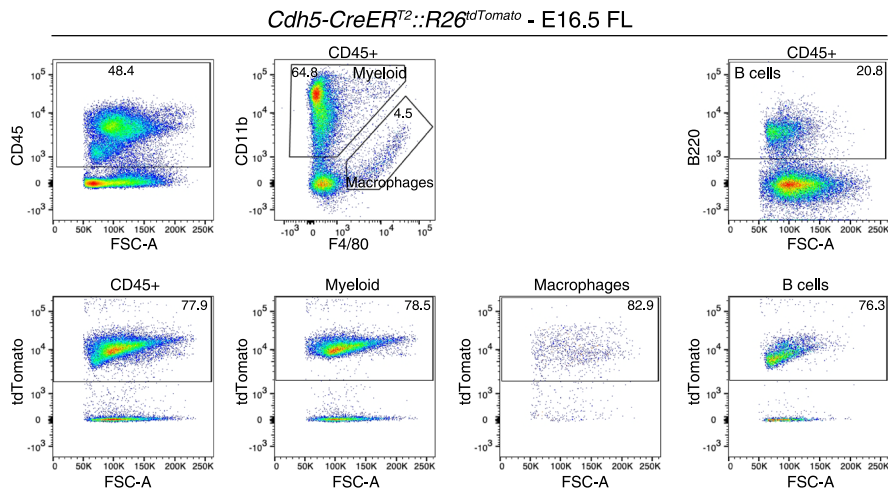 Cdh5-CreERT2::R26tdTomato - E16.5 FL
CD45+
CD45+
48.4
64.8
Myeloid
4.5
Macrophages
B cells
20.8
CD45
10⁵
10⁴
10³
0
-10³
0
50K
100K
150K
200K
250K
FSC-A
CD11b
10⁵
10⁴
10³
0
-10³
-10³
0
10³
10⁴
10⁵
F4/80
B220
10⁵
10⁴
10³
0
-10³
0
50K
100K
150K
200K
250K
FSC-A
CD45+
Myeloid
Macrophages
B cells
77.9
78.5
82.9
76.3
tdTomato
10⁵
10⁴
10³
0
-10³
0
50K
100K
150K
200K
250K
FSC-A
tdTomato
10⁵
10⁴
10³
0
-10³
0
50K
100K
150K
200K
250K
FSC-A
tdTomato
10⁵
10⁴
10³
0
-10³
0
50K
100K
150K
200K
250K
FSC-A
tdTomato
10⁵
10⁴
10³
0
-10³
0
50K
100K
150K
200K
250K
FSC-A